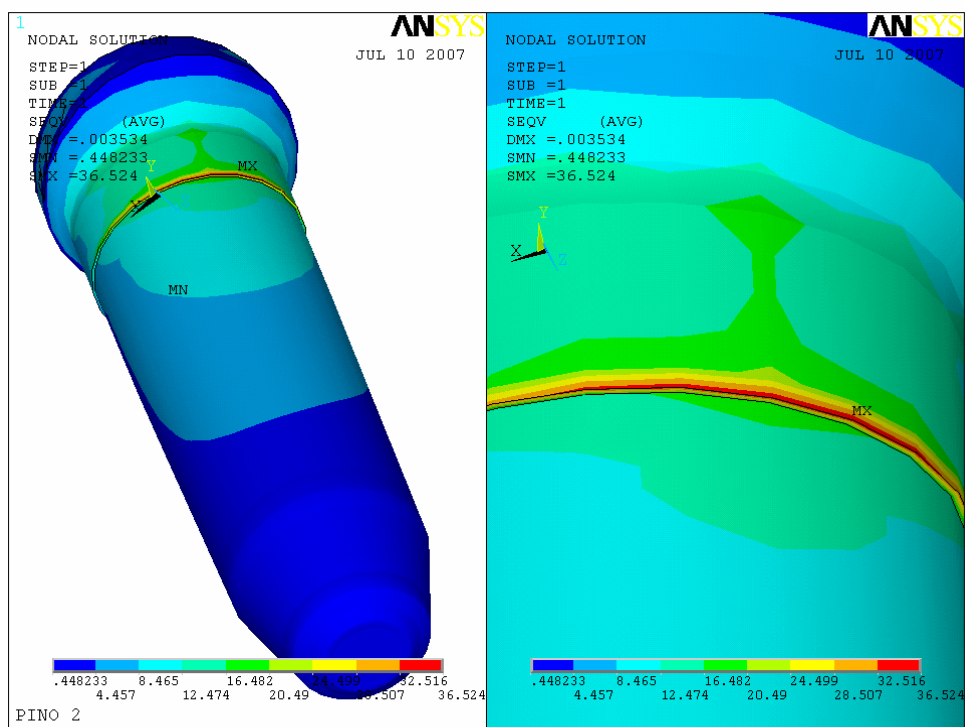 1
ANSYS
NODAL SOLUTION
JUL 10 2007
STEP=1
SUB =1
TIME=1
SEQV (AVG)
DMX =.003534
SMN =.448233
SMX =36.524
MX
Y
Z
X
MN
.448233 8.465 16.482 24.499 32.516
4.457 12.474 20.49 28.507 36.524
PINO 2
ANSYS
NODAL SOLUTION
JUL 10 2007
STEP=1
SUB =1
TIME=1
SEQV (AVG)
DMX =.003534
SMN =.448233
SMX =36.524
Y
X
Z
MX
.448233 8.465 16.482 24.499 32.516
4.457 12.474 20.49 28.507 36.524